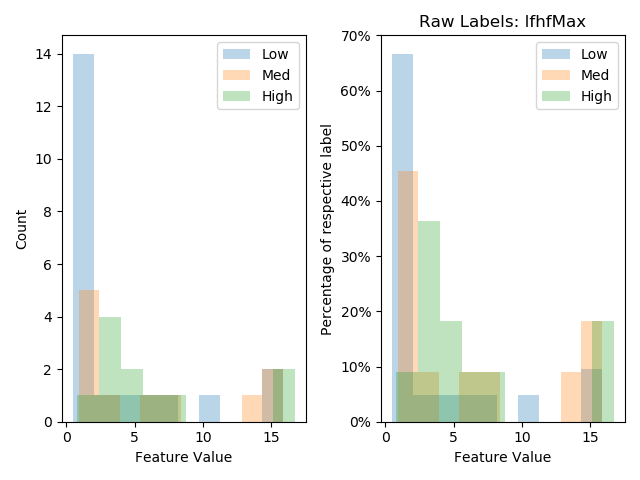 14
12
10
8
6
4
2
0
Count
0
5
10
15
Feature Value
Low
Med
High
Raw Labels: lfhfMax
70%
60%
50%
40%
30%
20%
10%
0%
Percentage of respective label
0
5
10
15
Feature Value
Low
Med
High